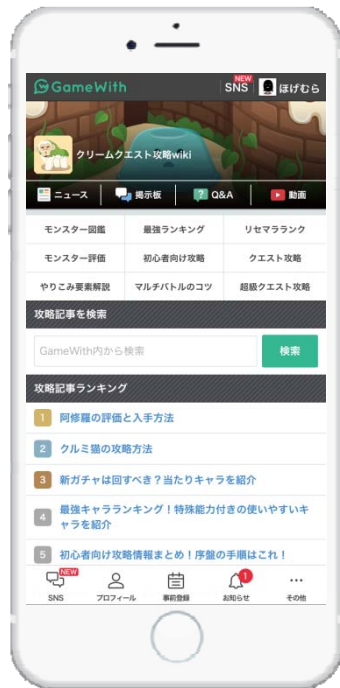 GameWith
NEW
SNS
ほげむら
クリームクエスト攻略wiki
ニュース
掲示板
Q&A
動画
モンスター図鑑 最強ランキング リセマラランク
モンスター評価 初心者向け攻略 クエスト攻略
やりこみ要素解説 マルチバトルのコツ 超級クエスト攻略
攻略記事を検索
GameWith内から検索
検索
攻略記事ランキング
1 阿修羅の評価と入手方法
2 クルミ猫の攻略方法
3 新ガチャは回すべき？当たりキャラを紹介
4 最強キャラランキング！特殊能力付きの使いやすいキ
ャラを紹介
5 初心者向け攻略情報まとめ！序盤の手順はこれ！
NEW
1
SNS プロフィール 事前登録 お知らせ その他